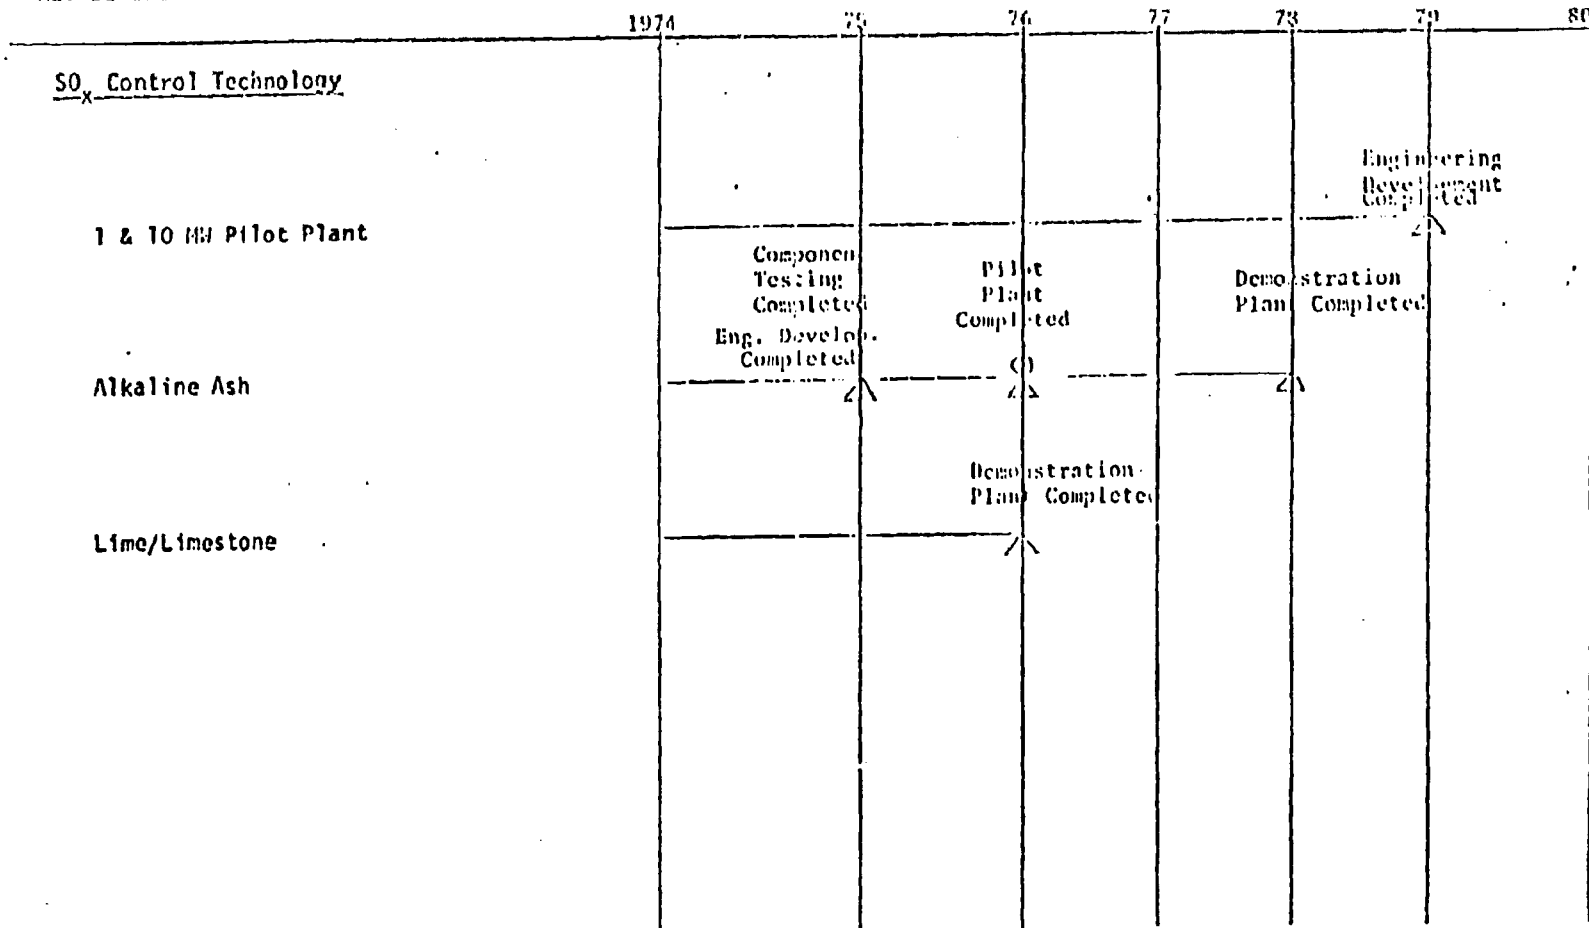 1974 75 76 77 78 79 80
SOx Control Technology
Engineering
Development
Completed
1 & 10 MW Pilot Plant
Componen
Testing
Completed
Pilot
Plant
Completed
Demonstration
Plant Completed
Eng. Develop.
Completed
Alkaline Ash
Demonstration
Plant Completed
Lime/Limestone